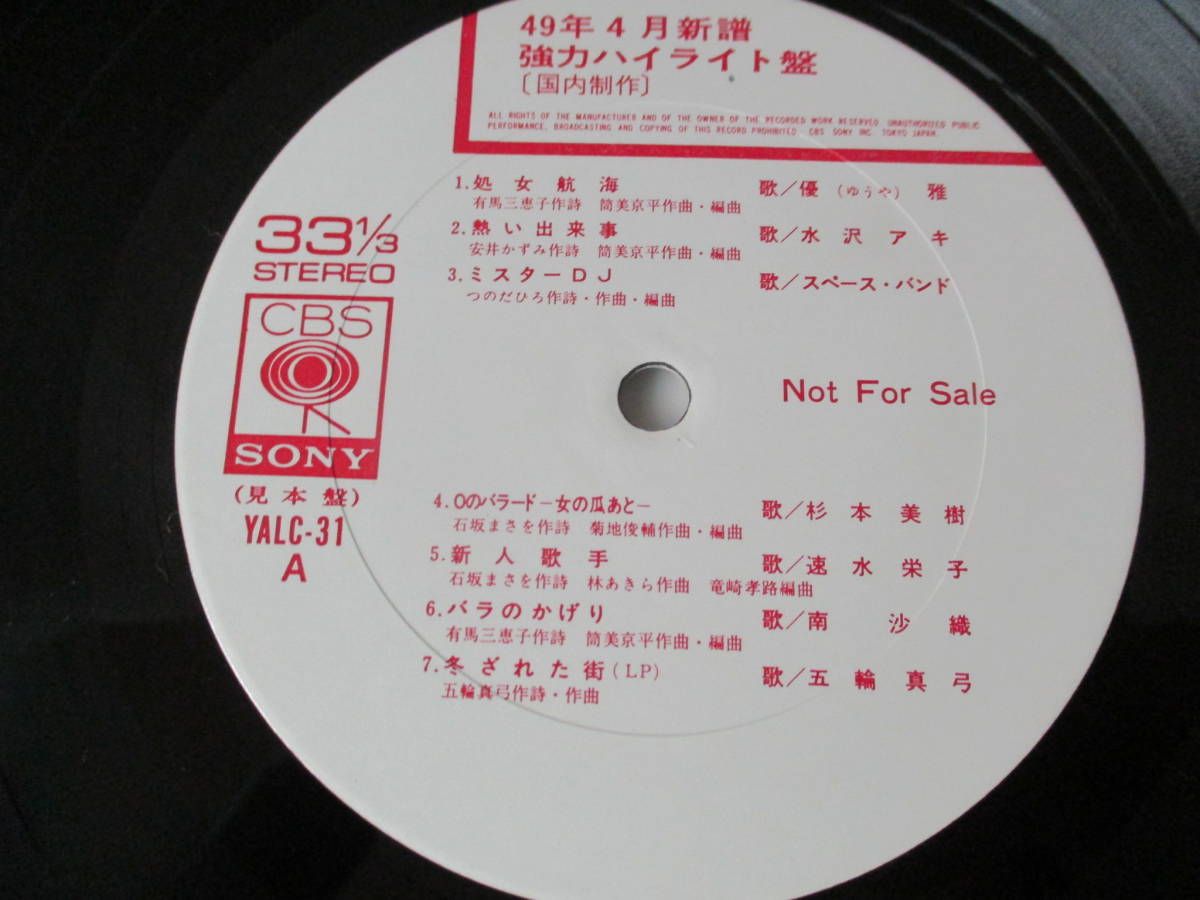 49年4月新譜
強力ハイライト盤
〔国内制作〕
ALL RIGHTS OF THE MANUFACTURER AND OF THE OWNER OF THE RECORDED WORK RESERVED. UNAUTHORIZED PUBLIC
PERFORMANCE, BROADCASTING AND COPYING OF THIS RECORD PROHIBITED. CBS SONY INC. TOKYO JAPAN.
1.処女航海 歌/優(ゆうや)雅
有馬三恵子作詩 筒美京平作曲・編曲
2.熱い出来事 歌/水沢アキ
安井かずみ作詩 筒美京平作曲・編曲
3.ミスターDJ 歌/スペース・バンド
つのだひろ作詩・作曲・編曲
33⅓
STEREO
CBS
SONY
(見本盤)
YALC-31
A
Not For Sale
4.Oのバラード-女の瓜あと- 歌/杉本美樹
石坂まさを作詩 菊地俊輔作曲・編曲
5.新人歌手 歌/速水栄子
石坂まさを作詩 林あきら作曲 竜崎孝路編曲
6.バラのかげり 歌/南沙織
有馬三恵子作詩 筒美京平作曲・編曲
7.冬ざれた街(LP) 歌/五輪真弓
五輪真弓作詩・作曲